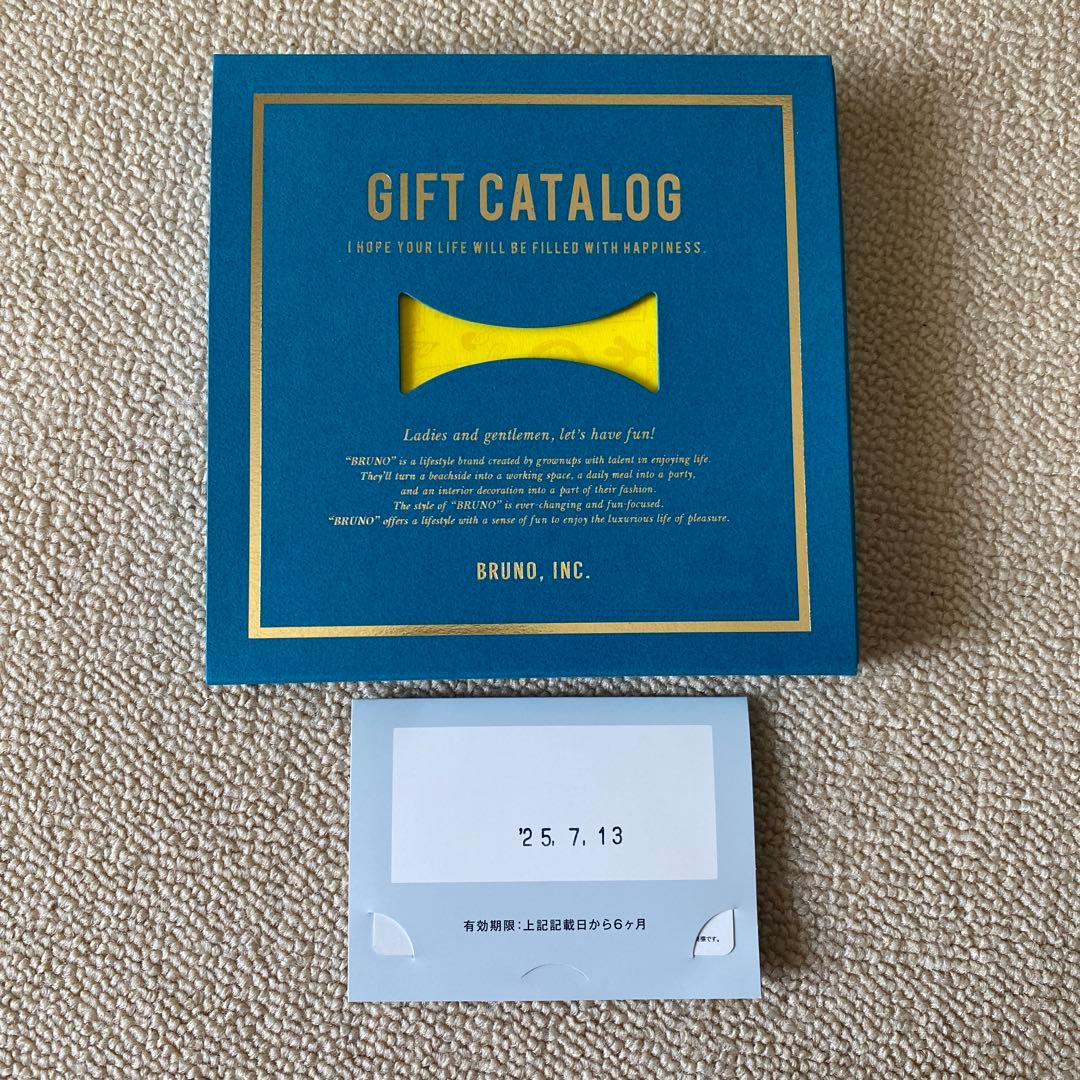 GIFT CATALOG
I HOPE YOUR LIFE WILL BE FILLED WITH HAPPINESS.
Ladies and gentlemen, let's have fun!
"BRUNO" is a lifestyle brand created by grownups with talent in enjoying life.
They'll turn a beachside into a working space, a daily meal into a party,
and an interior decoration into a part of their fashion.
The style of "BRUNO" is ever-changing and fun-focused.
"BRUNO" offers a lifestyle with a sense of fun to enjoy the luxurious life of pleasure.
BRUNO, INC.
'25. 7. 13
有効期限:上記記載日から6ヶ月
です。